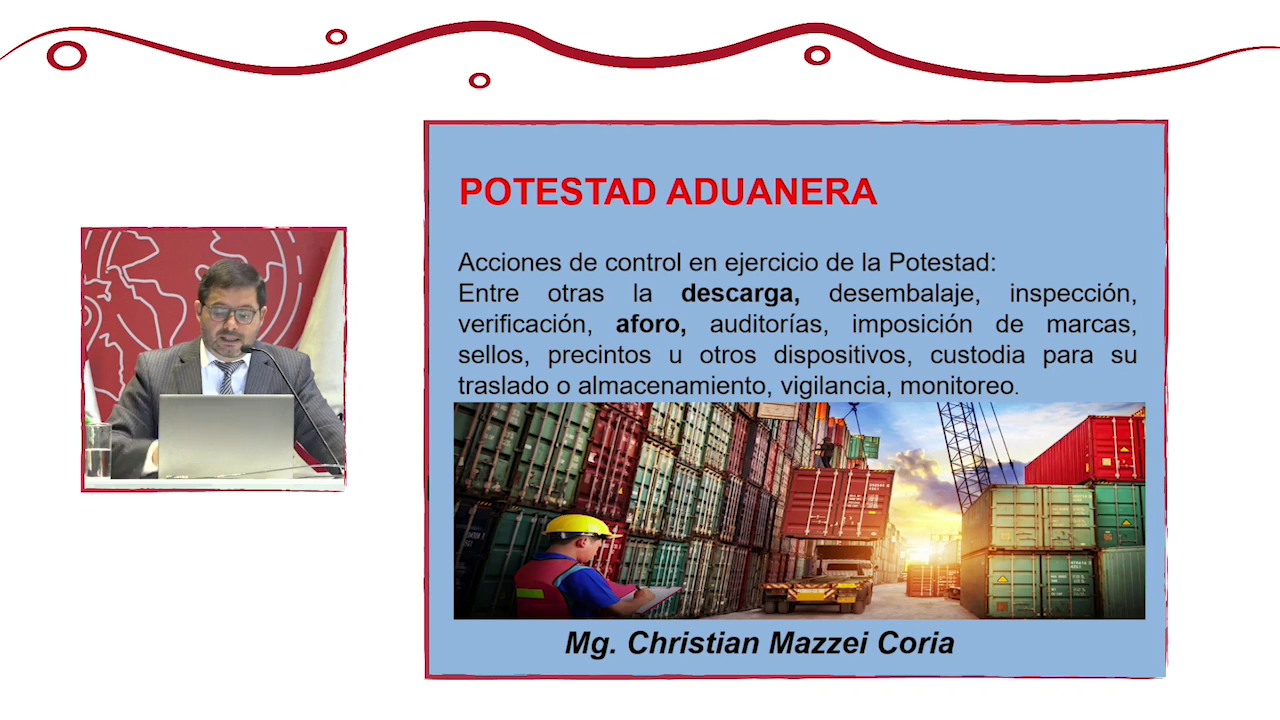 POTESTAD ADUANERA
Acciones de control en ejercicio de la Potestad:
Entre otras la descarga, desembalaje, inspección,
verificación, aforo, auditorías, imposición de marcas,
sellos, precintos u otros dispositivos, custodia para su
traslado o almacenamiento, vigilancia, monitoreo.
Mg. Christian Mazzei Coria